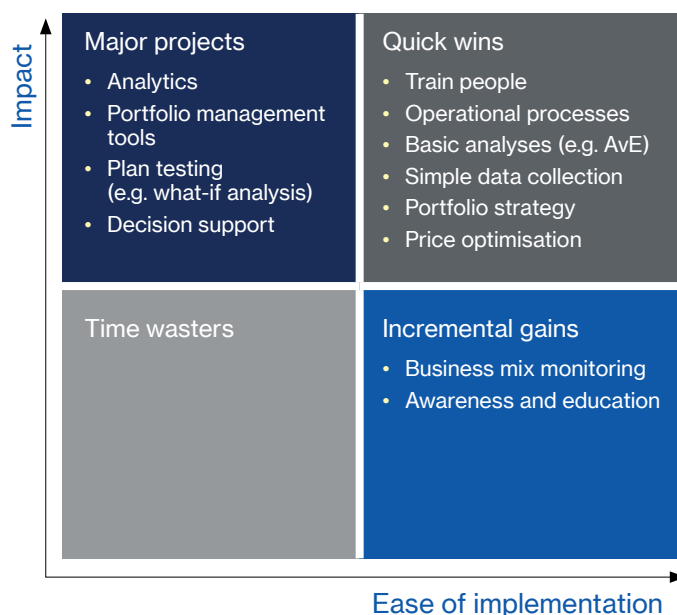 Impact
Major projects
• Analytics
• Portfolio management
tools
• Plan testing
(e.g. what-if analysis)
• Decision support
Quick wins
• Train people
• Operational processes
• Basic analyses (e.g. AvE)
• Simple data collection
• Portfolio strategy
• Price optimisation
Time wasters
Incremental gains
• Business mix monitoring
• Awareness and education
Ease of implementation